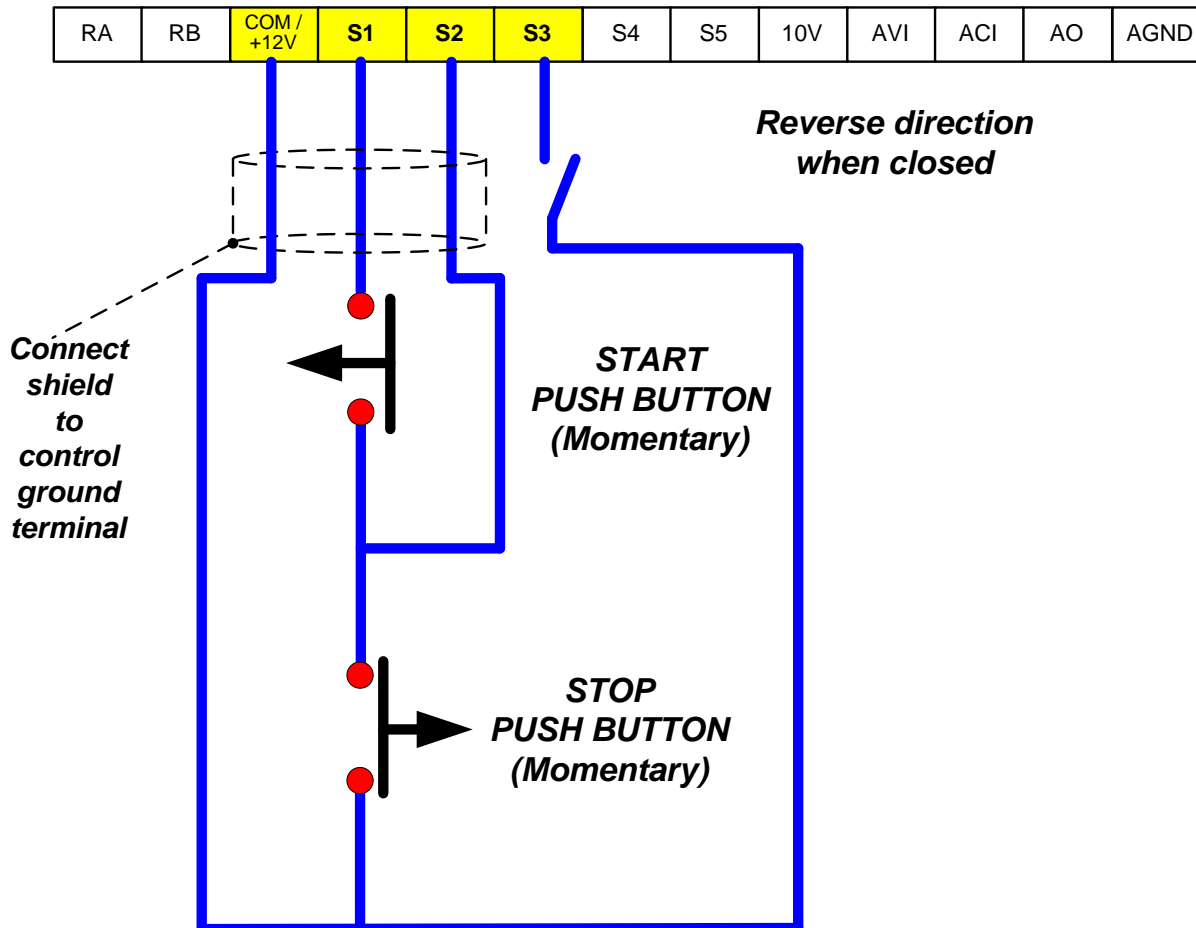 RA RB COM / +12V S1 S2 S3 S4 S5 10V AVI ACI AO AGND
Reverse direction
when closed
Connect
shield
to
control
ground
terminal
START
PUSH BUTTON
(Momentary)
STOP
PUSH BUTTON
(Momentary)